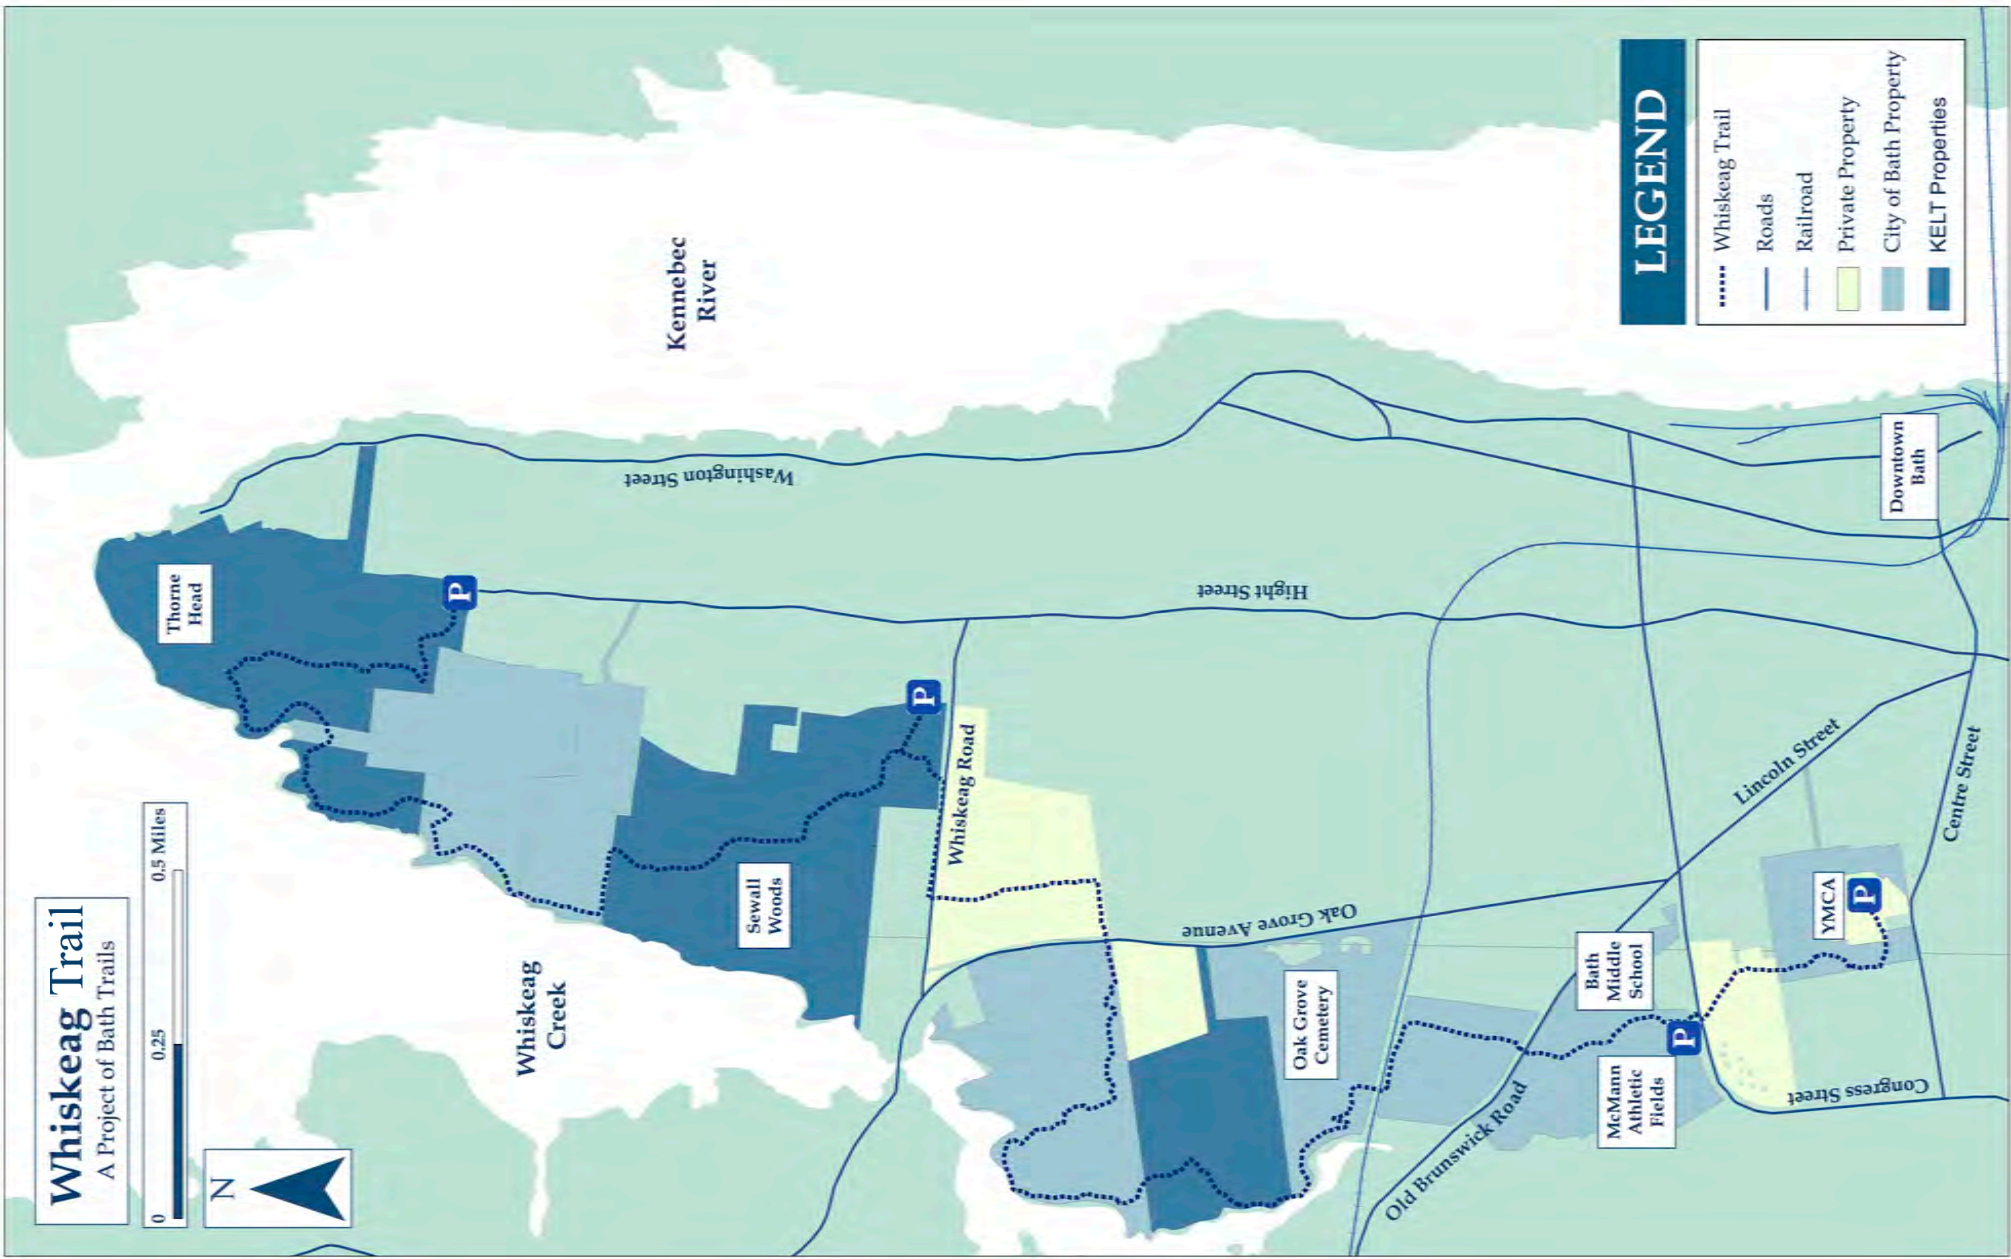 Whiskeag Trail
A Project of Bath Trails
0
0.25
0.5 Miles
N
Thorne
Head
P
Kennebec
River
Washington Street
Hight Street
P
Whiskeag Road
Sewall
Woods
Whiskeag
Creek
Oak Grove Avenue
Oak Grove
Cemetery
Bath
Middle
School
McMann
Athletic
Fields
P
Old Brunswick Road
Lincoln Street
Centre Street
Congress Street
YMCA
P
Downtown
Bath
LEGEND
Whiskeag Trail
Roads
Railroad
Private Property
City of Bath Property
KELT Properties